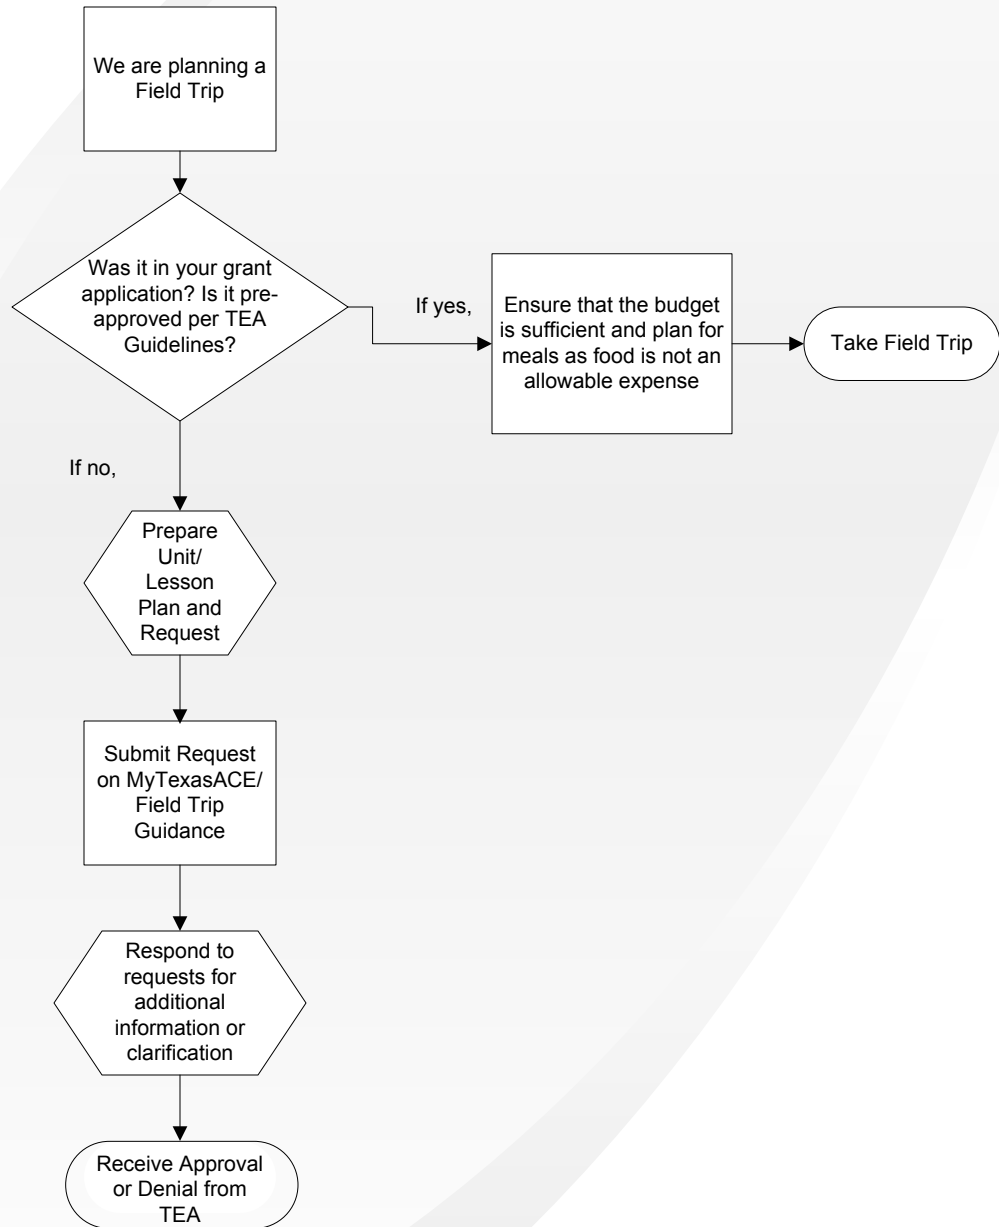 We are planning a
Field Trip
Was it in your grant
application? Is it pre-
approved per TEA
Guidelines?
If yes,
Ensure that the budget
is sufficient and plan for
meals as food is not an
allowable expense
Take Field Trip
If no,
Prepare
Unit/
Lesson
Plan and
Request
Submit Request
on MyTexasACE/
Field Trip
Guidance
Respond to
requests for
additional
information or
clarification
Receive Approval
or Denial from
TEA